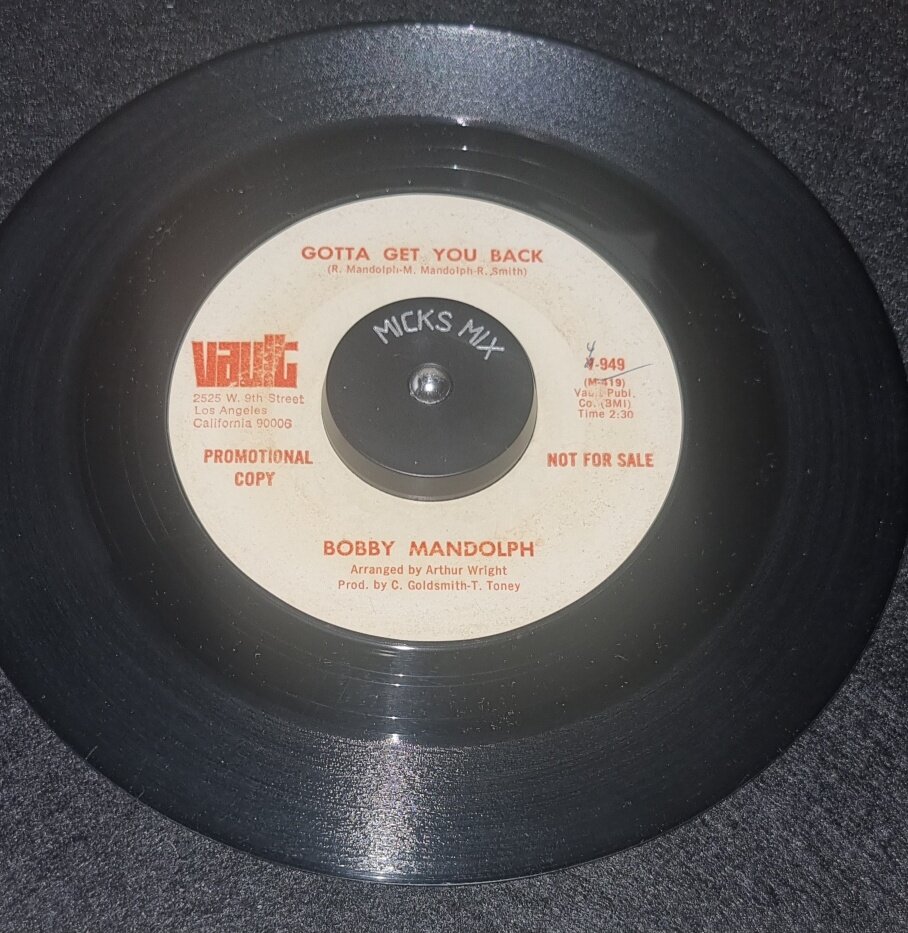 GOTTA GET YOU BACK
(R. Mandolph-M. Mandolph-R. Smith)
MICKS MIX
vault
2525 W. 9th Street
Los Angeles
California 90006
PROMOTIONAL
COPY
4
-949
(M-419)
Vault Publ.
Co. (BMI)
Time 2:30
NOT FOR SALE
BOBBY MANDOLPH
Arranged by Arthur Wright
Prod. by C. Goldsmith-T. Toney